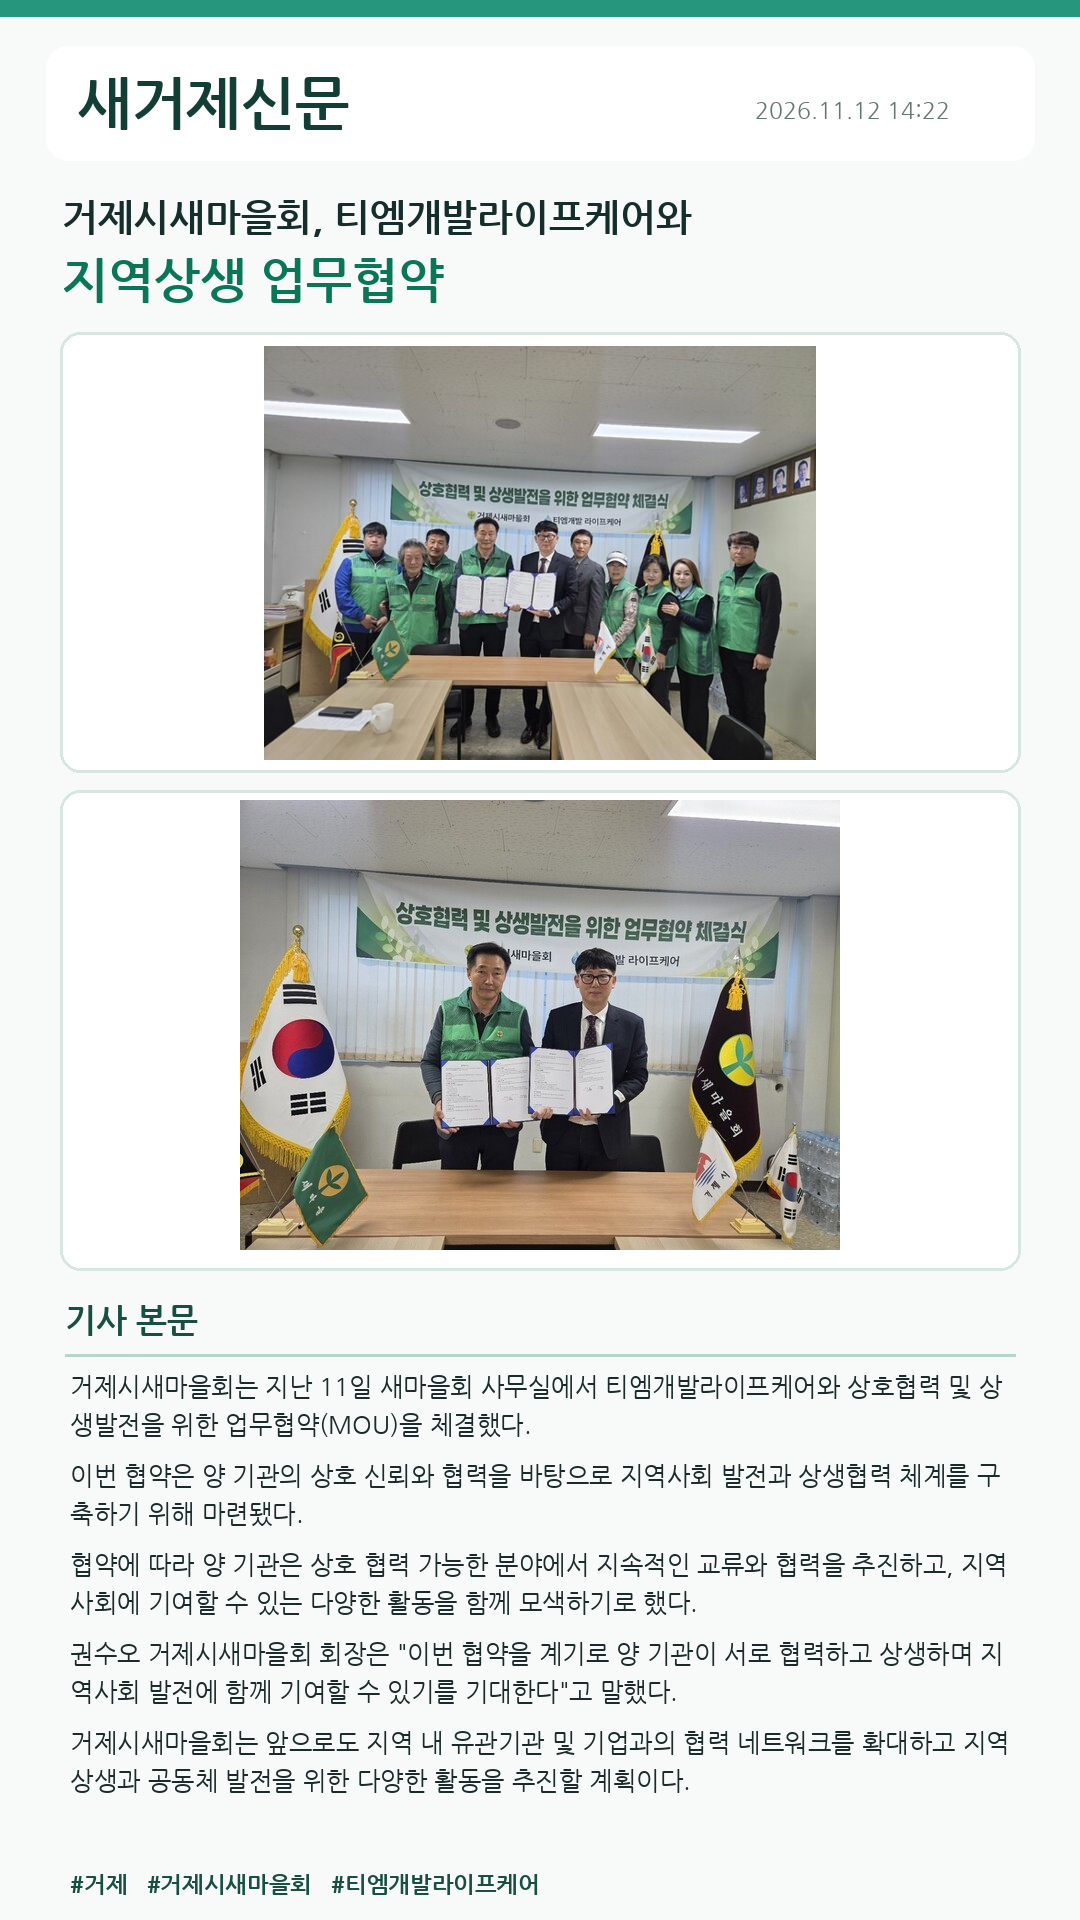 새거제신문
2026.11.12 14:22
거제시새마을회, 티엠개발라이프케어와
지역상생 업무협약
상호협력 및 상생발전을 위한 업무협약 체결식
거제시새마을회 티엠개발 라이프케어
상호협력 및 상생발전을 위한 업무협약 체결식
새마을회 발 라이프케어
새마을회
거제시
기사 본문
거제시새마을회는 지난 11일 새마을회 사무실에서 티엠개발라이프케어와 상호협력 및 상
생발전을 위한 업무협약(MOU)을 체결했다.
이번 협약은 양 기관의 상호 신뢰와 협력을 바탕으로 지역사회 발전과 상생협력 체계를 구
축하기 위해 마련됐다.
협약에 따라 양 기관은 상호 협력 가능한 분야에서 지속적인 교류와 협력을 추진하고, 지역
사회에 기여할 수 있는 다양한 활동을 함께 모색하기로 했다.
권수오 거제시새마을회 회장은 "이번 협약을 계기로 양 기관이 서로 협력하고 상생하며 지
역사회 발전에 함께 기여할 수 있기를 기대한다"고 말했다.
거제시새마을회는 앞으로도 지역 내 유관기관 및 기업과의 협력 네트워크를 확대하고 지역
상생과 공동체 발전을 위한 다양한 활동을 추진할 계획이다.
#거제 #거제시새마을회 #티엠개발라이프케어